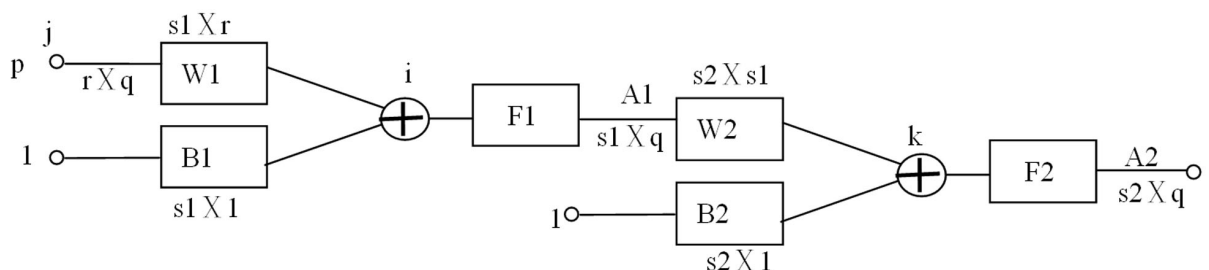 j
s1 X r
p
r X q
W1
i
F1
A1
s1 X q
s2 X s1
W2
1
B1
s1 X 1
k
F2
A2
s2 X q
1
B2
s2 X 1